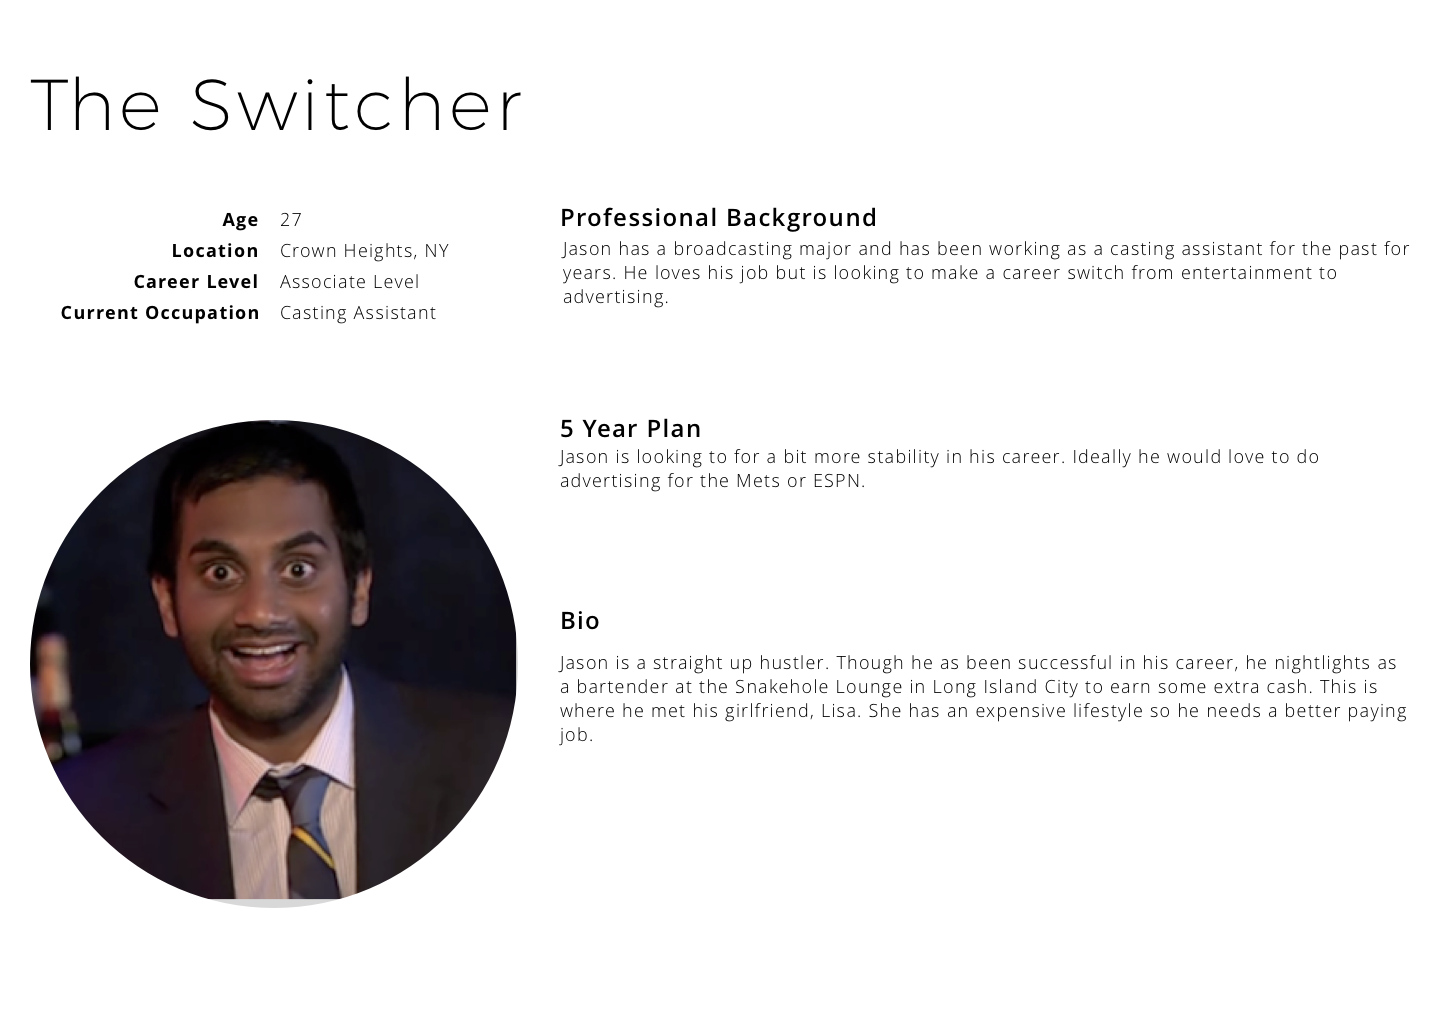 The Switcher
Age 27
Location Crown Heights, NY
Career Level Associate Level
Current Occupation Casting Assistant
Professional Background
Jason has a broadcasting major and has been working as a casting assistant for the past for
years. He loves his job but is looking to make a career switch from entertainment to
advertising.
5 Year Plan
Jason is looking to for a bit more stability in his career. Ideally he would love to do
advertising for the Mets or ESPN.
Bio
Jason is a straight up hustler. Though he as been successful in his career, he nightlights as
a bartender at the Snakehole Lounge in Long Island City to earn some extra cash. This is
where he met his girlfriend, Lisa. She has an expensive lifestyle so he needs a better paying
job.